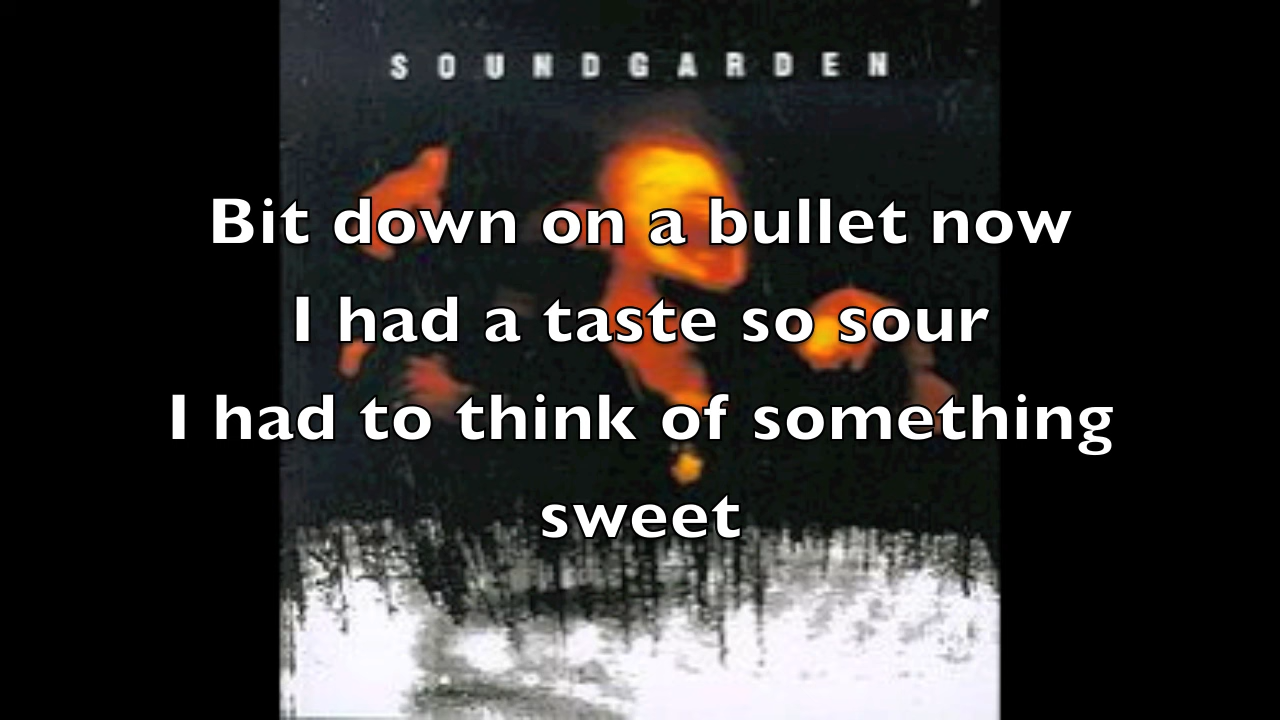 SOUNDGARDEN
Bit down on a bullet now
I had a taste so sour
I had to think of something
sweet